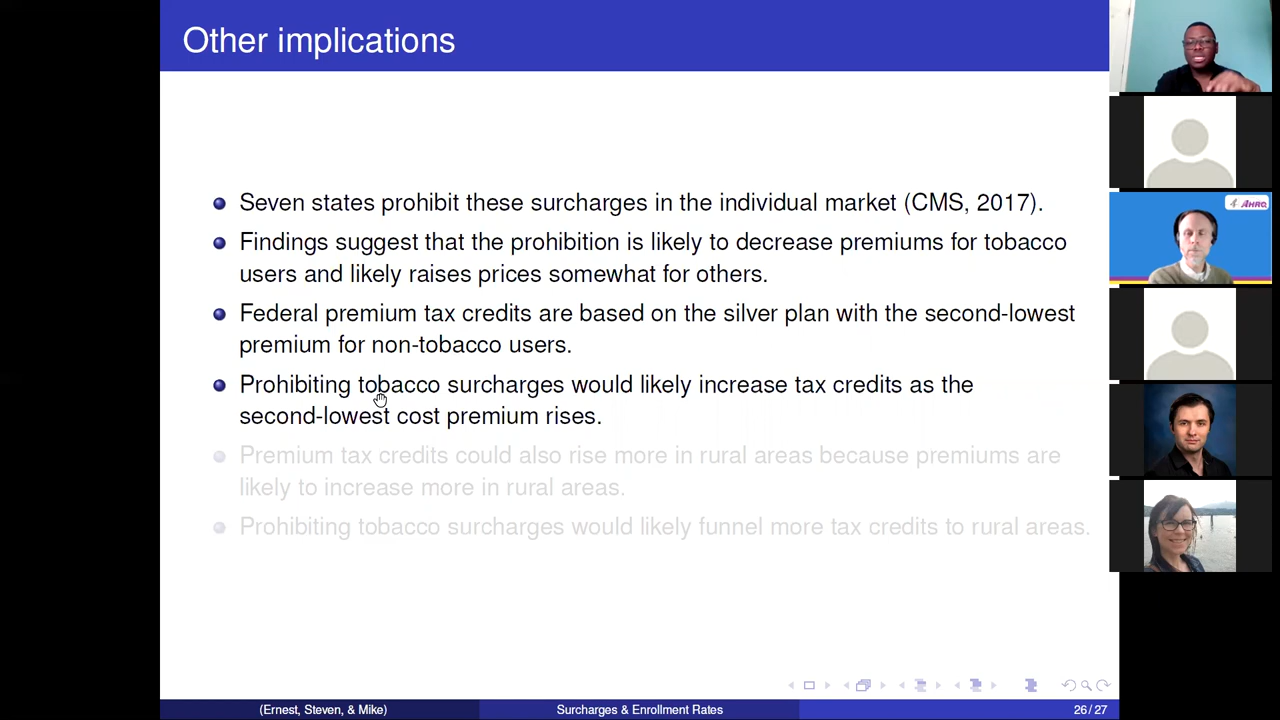 Other implications
Seven states prohibit these surcharges in the individual market (CMS, 2017).
Findings suggest that the prohibition is likely to decrease premiums for tobacco
users and likely raises prices somewhat for others.
Federal premium tax credits are based on the silver plan with the second-lowest
premium for non-tobacco users.
Prohibiting tobacco surcharges would likely increase tax credits as the
second-lowest cost premium rises.
Premium tax credits could also rise more in rural areas because premiums are
likely to increase more in rural areas.
Prohibiting tobacco surcharges would likely funnel more tax credits to rural areas.
(Ernest, Steven, & Mike)
Surcharges & Enrollment Rates
26/27
AHRQ